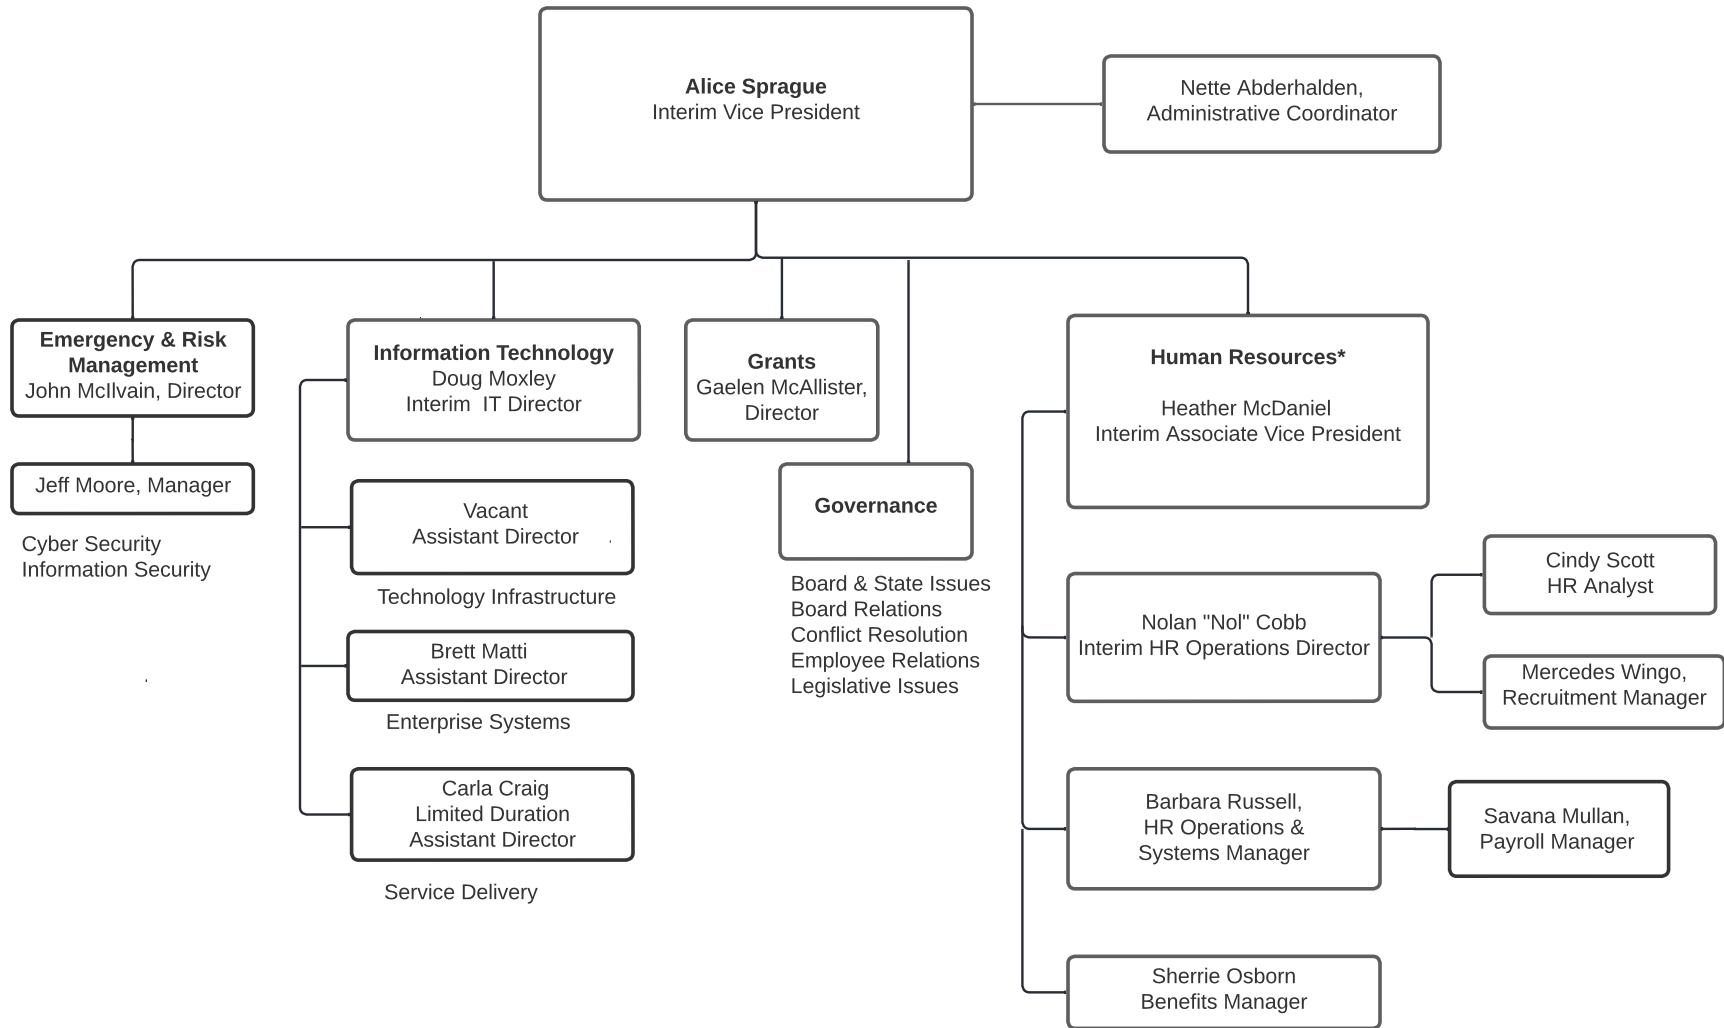 Alice Sprague
Interim Vice President
Nette Abderhalden,
Administrative Coordinator
Emergency & Risk
Management
John McIlvain, Director
Jeff Moore, Manager
Cyber Security
Information Security
Information Technology
Doug Moxley
Interim  IT Director
Vacant
Assistant Director
Technology Infrastructure
Brett Matti
Assistant Director
Enterprise Systems
Carla Craig
Limited Duration
Assistant Director
Service Delivery
Grants
Gaelen McAllister,
Director
Governance
Board & State Issues
Board Relations
Conflict Resolution
Employee Relations
Legislative Issues
Human Resources*
Heather McDaniel
Interim Associate Vice President
Nolan "Nol" Cobb
Interim HR Operations Director
Cindy Scott
HR Analyst
Mercedes Wingo,
Recruitment Manager
Barbara Russell,
HR Operations &
Systems Manager
Savana Mullan,
Payroll Manager
Sherrie Osborn
Benefits Manager